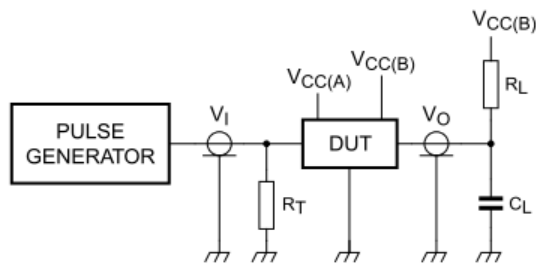 VCC(B)
VCC(B)
VCC(A)
RL
VI
VO
PULSE
GENERATOR
DUT
RT
CL